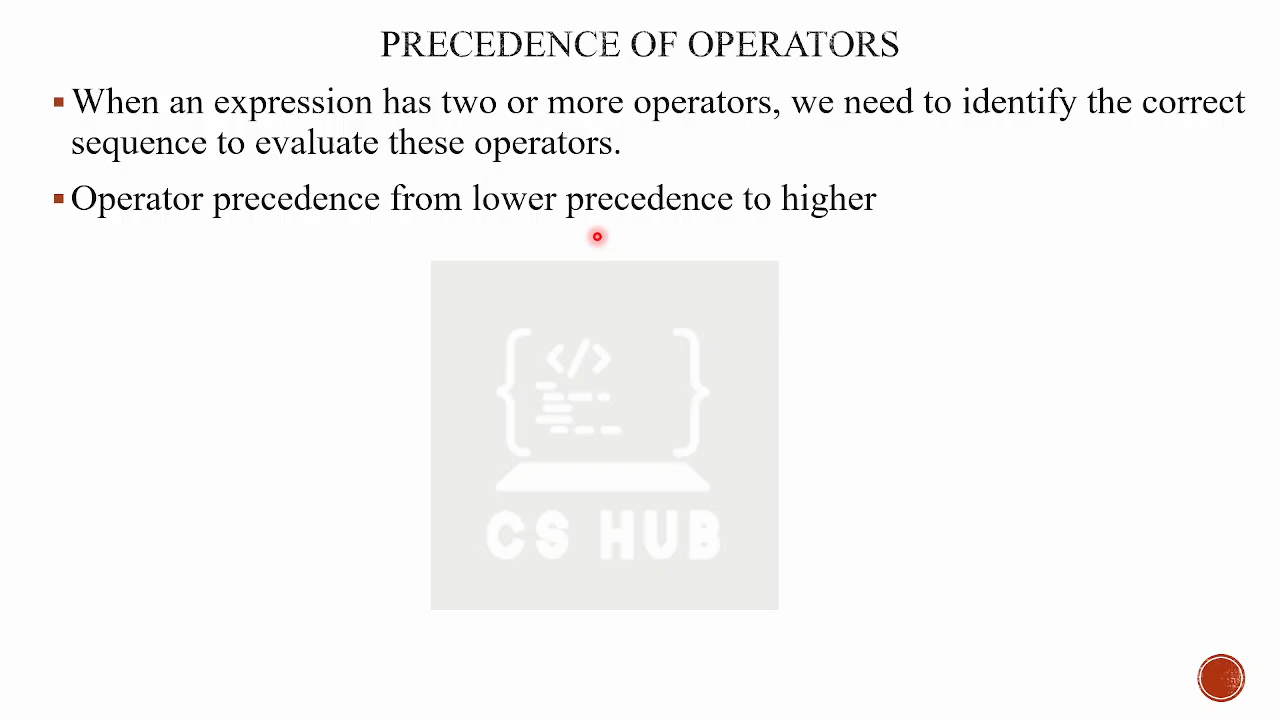 PRECEDENCE OF OPERATORS
When an expression has two or more operators, we need to identify the correct
sequence to evaluate these operators.
Operator precedence from lower precedence to higher
</>
CS HUB